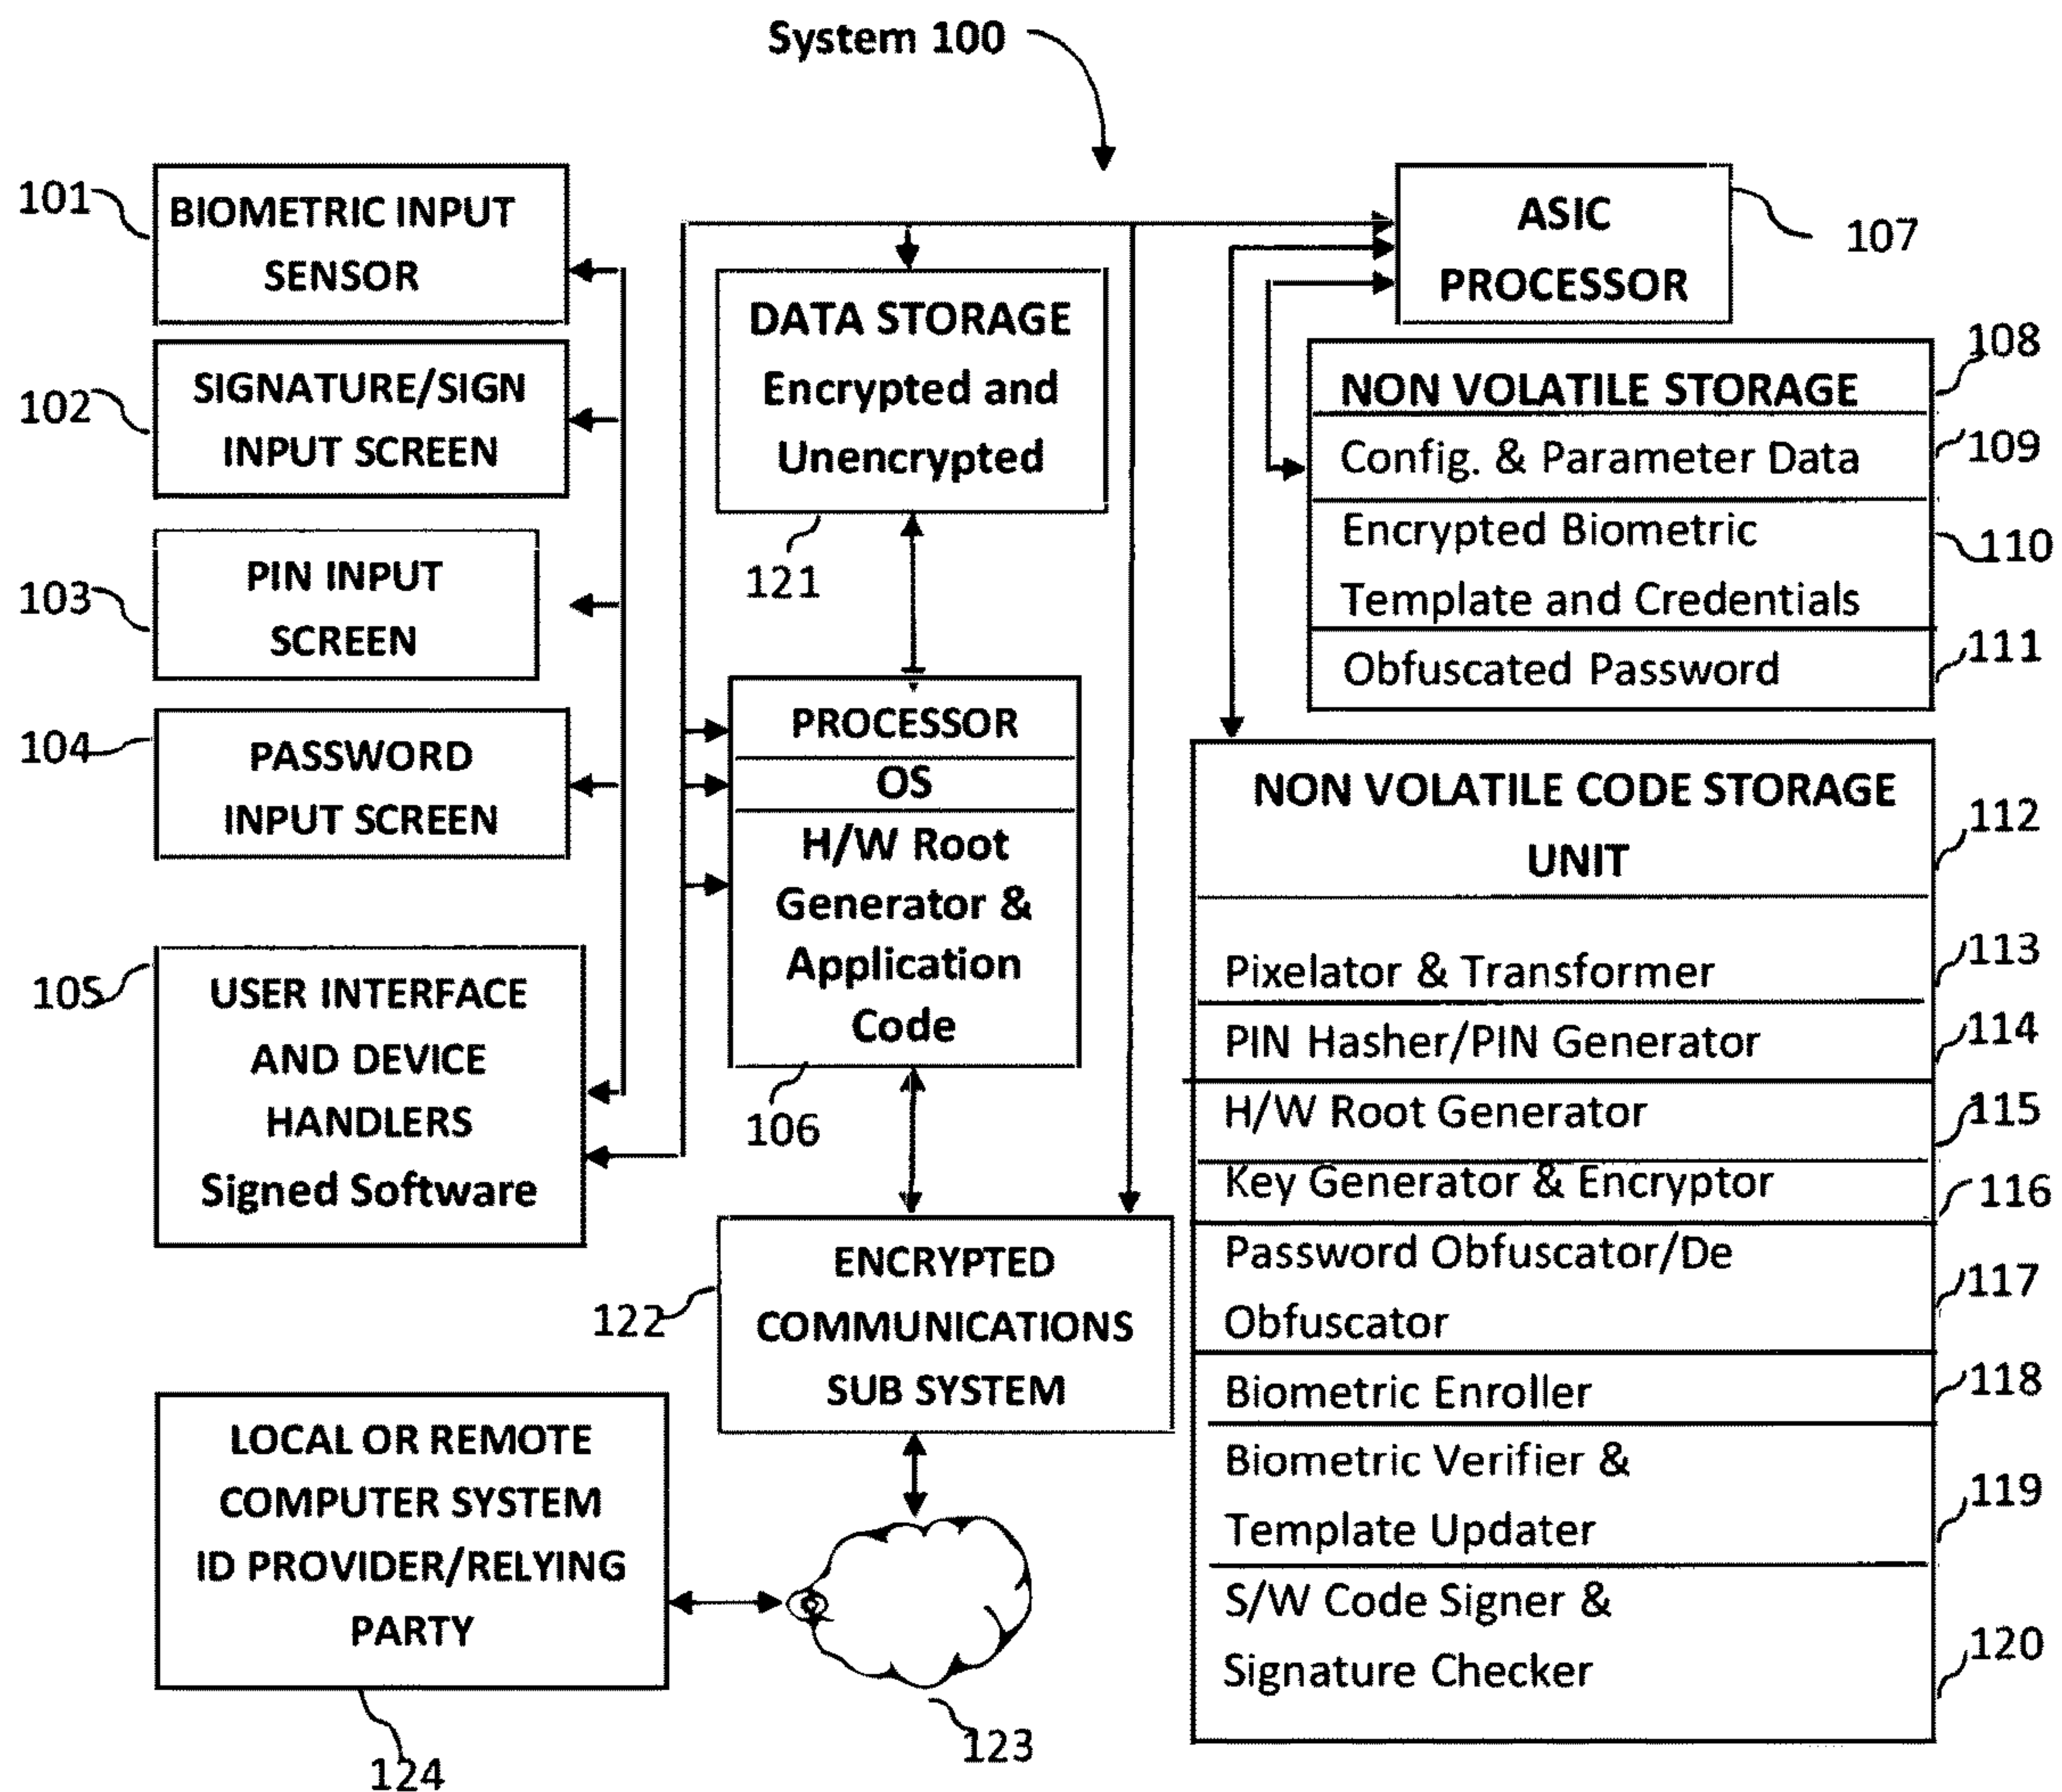 System 100
101
BIOMETRIC INPUT
SENSOR
102
SIGNATURE/SIGN
INPUT SCREEN
103
PIN INPUT
SCREEN
104
PASSWORD
INPUT SCREEN
105
USER INTERFACE
AND DEVICE
HANDLERS
Signed Software
DATA STORAGE
Encrypted and
Unencrypted
121
PROCESSOR
OS
H/W Root
Generator &
Application
Code
106
ENCRYPTED
COMMUNICATIONS
SUB SYSTEM
122
LOCAL OR REMOTE
COMPUTER SYSTEM
ID PROVIDER/RELYING
PARTY
124
123
ASIC
PROCESSOR
107
NON VOLATILE STORAGE
108
Config. & Parameter Data
109
Encrypted Biometric
Template and Credentials
110
Obfuscated Password
111
NON VOLATILE CODE STORAGE
UNIT
112
Pixelator & Transformer
113
PIN Hasher/PIN Generator
114
H/W Root Generator
115
Key Generator & Encryptor
116
Password Obfuscator/De
Obfuscator
117
Biometric Enroller
118
Biometric Verifier &
Template Updater
119
S/W Code Signer &
Signature Checker
120